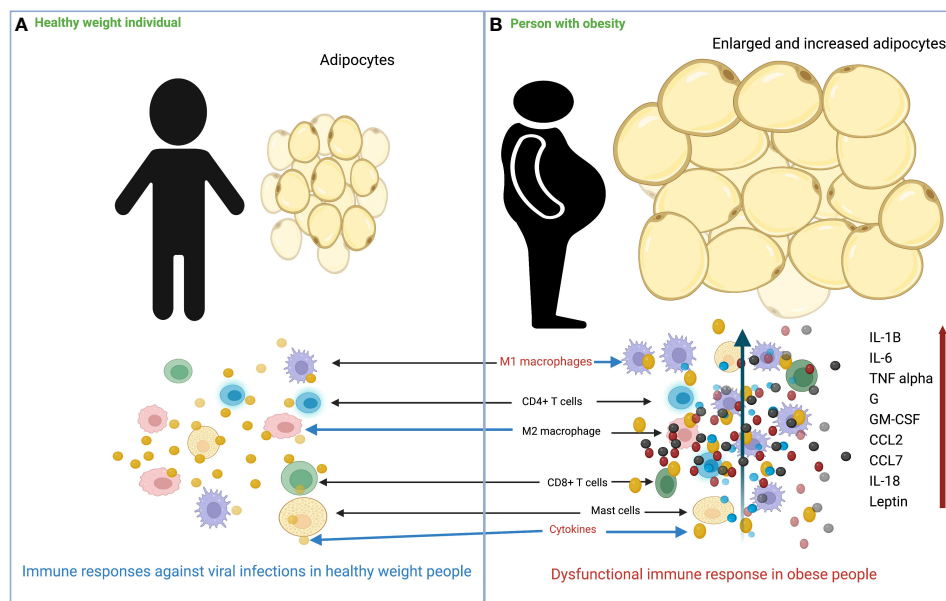 A Healthy weight individual
Adipocytes
B Person with obesity
Enlarged and increased adipocytes
M1 macrophages
CD4+ T cells
M2 macrophage
CD8+ T cells
Mast cells
Cytokines
IL-1B
IL-6
TNF alpha
G
GM-CSF
CCL2
CCL7
IL-18
Leptin
Immune responses against viral infections in healthy weight people
Dysfunctional immune response in obese people